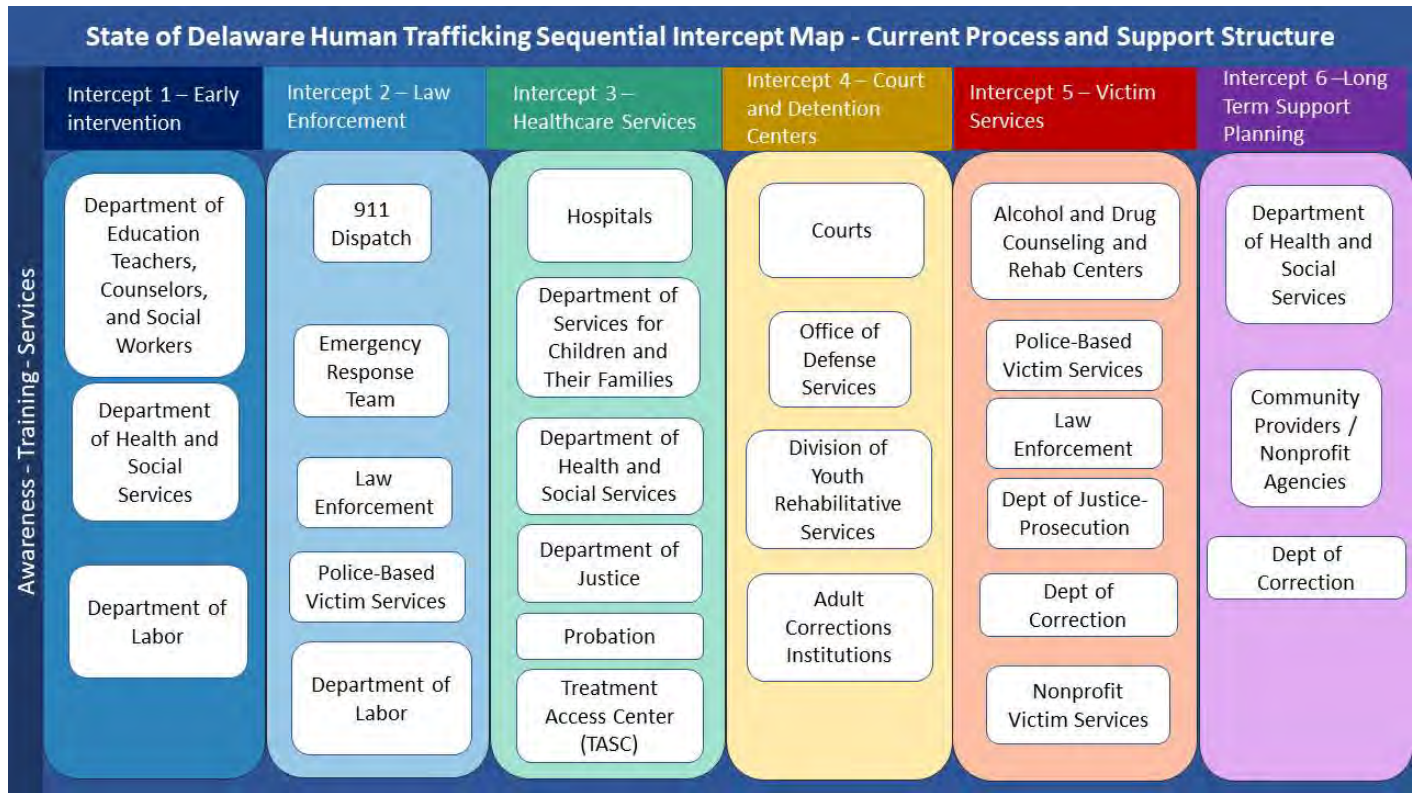 State of Delaware Human Trafficking Sequential Intercept Map - Current Process and Support Structure
Awareness - Training - Services
Intercept 1 – Early
intervention
Department of
Education
Teachers,
Counselors,
and Social
Workers
Department
of Health and
Social
Services
Department of
Labor
Intercept 2 – Law
Enforcement
911
Dispatch
Emergency
Response
Team
Law
Enforcement
Police-Based
Victim Services
Department of
Labor
Intercept 3 –
Healthcare Services
Hospitals
Department of
Services for
Children and
Their Families
Department of
Health and
Social Services
Department of
Justice
Probation
Treatment
Access Center
(TASC)
Intercept 4 – Court
and Detention
Centers
Courts
Office of
Defense
Services
Division of
Youth
Rehabilitative
Services
Adult
Corrections
Institutions
Intercept 5 – Victim
Services
Alcohol and Drug
Counseling and
Rehab Centers
Police-Based
Victim Services
Law
Enforcement
Dept of Justice-
Prosecution
Dept of
Correction
Nonprofit
Victim Services
Intercept 6 –Long
Term Support
Planning
Department
of Health and
Social
Services
Community
Providers /
Nonprofit
Agencies
Dept of
Correction